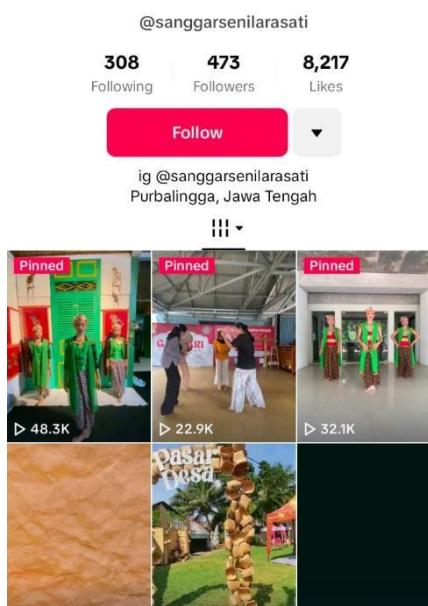 @sanggarsenilarasati
308 473 8,217
Following Followers Likes
Follow
ig @sanggarsenilarasati
Purbalingga, Jawa Tengah
Pinned Pinned Pinned
48.3K 22.9K 32.1K
Pasar
Desa